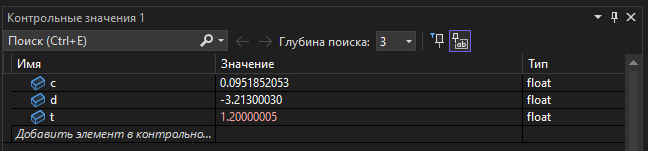 Контрольные значения 1
Поиск (Ctrl+E) Глубина поиска: 3
Имя Значение Тип
c 0.0951852053 float
d -3.21300030 float
t 1.20000005 float
Добавить элемент в контрольно...